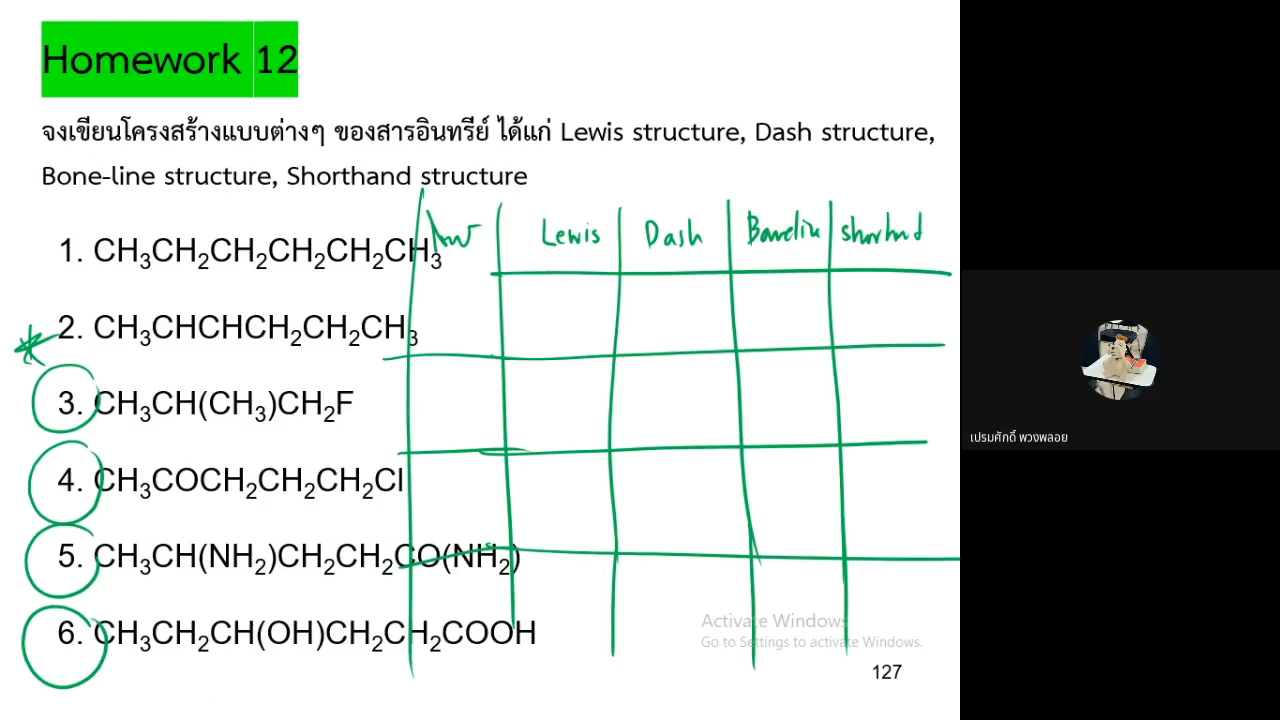 Homework 12
จงเขียนโครงสร้างแบบต่างๆ ของสารอินทรีย์ ได้แก่ Lewis structure, Dash structure,
Bone-line structure, Shorthand structure
Lewis Dash
1. CH₃CH₂CH₂CH₂CH₂CH₃
2. CH₃CHCHCH₂CH₂CH₃
3. CH₃CH(CH₃)CH₂F
เปรมศักดิ์ พวงพลอย
4. CH₃COCH₂CH₂CH₂Cl
5. CH₃CH(NH₂)CH₂CH₂CO(NH₂)
6. CH₃CH₂CH(OH)CH₂CH₂COOH
Activate Windows
Go to Settings to activate Windows.
127